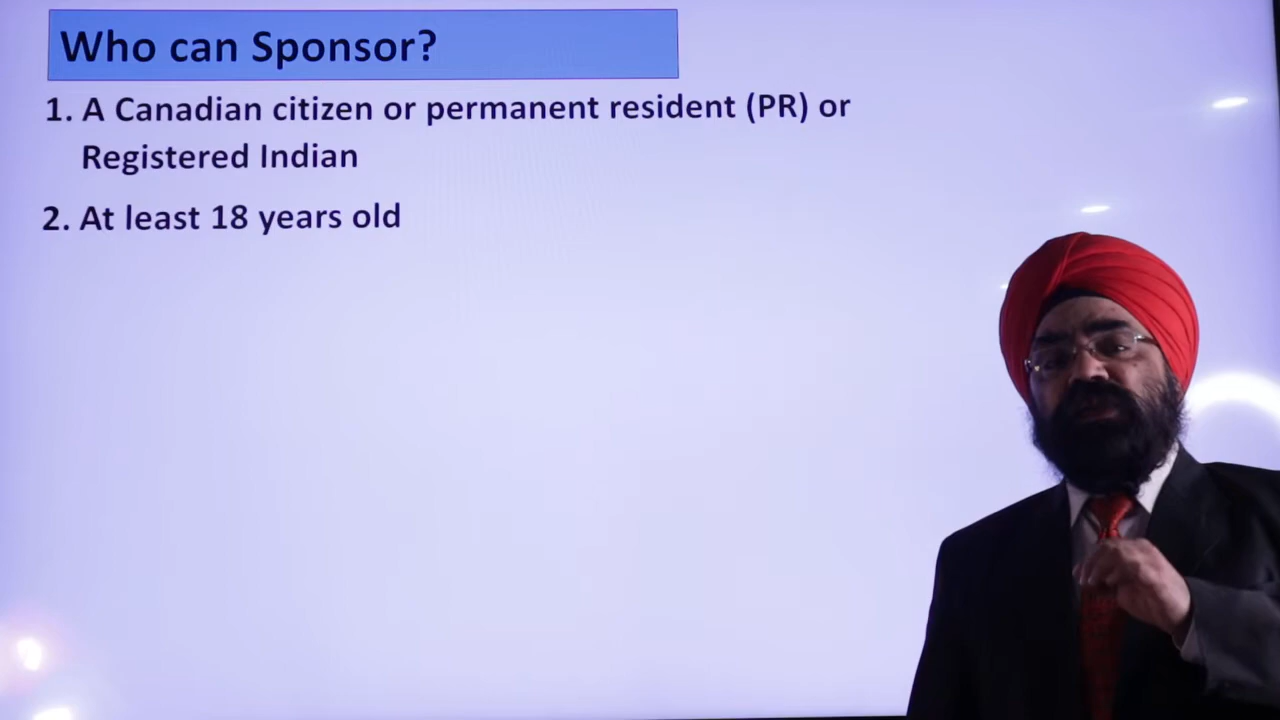 Who can Sponsor?
1. A Canadian citizen or permanent resident (PR) or
Registered Indian
2. At least 18 years old